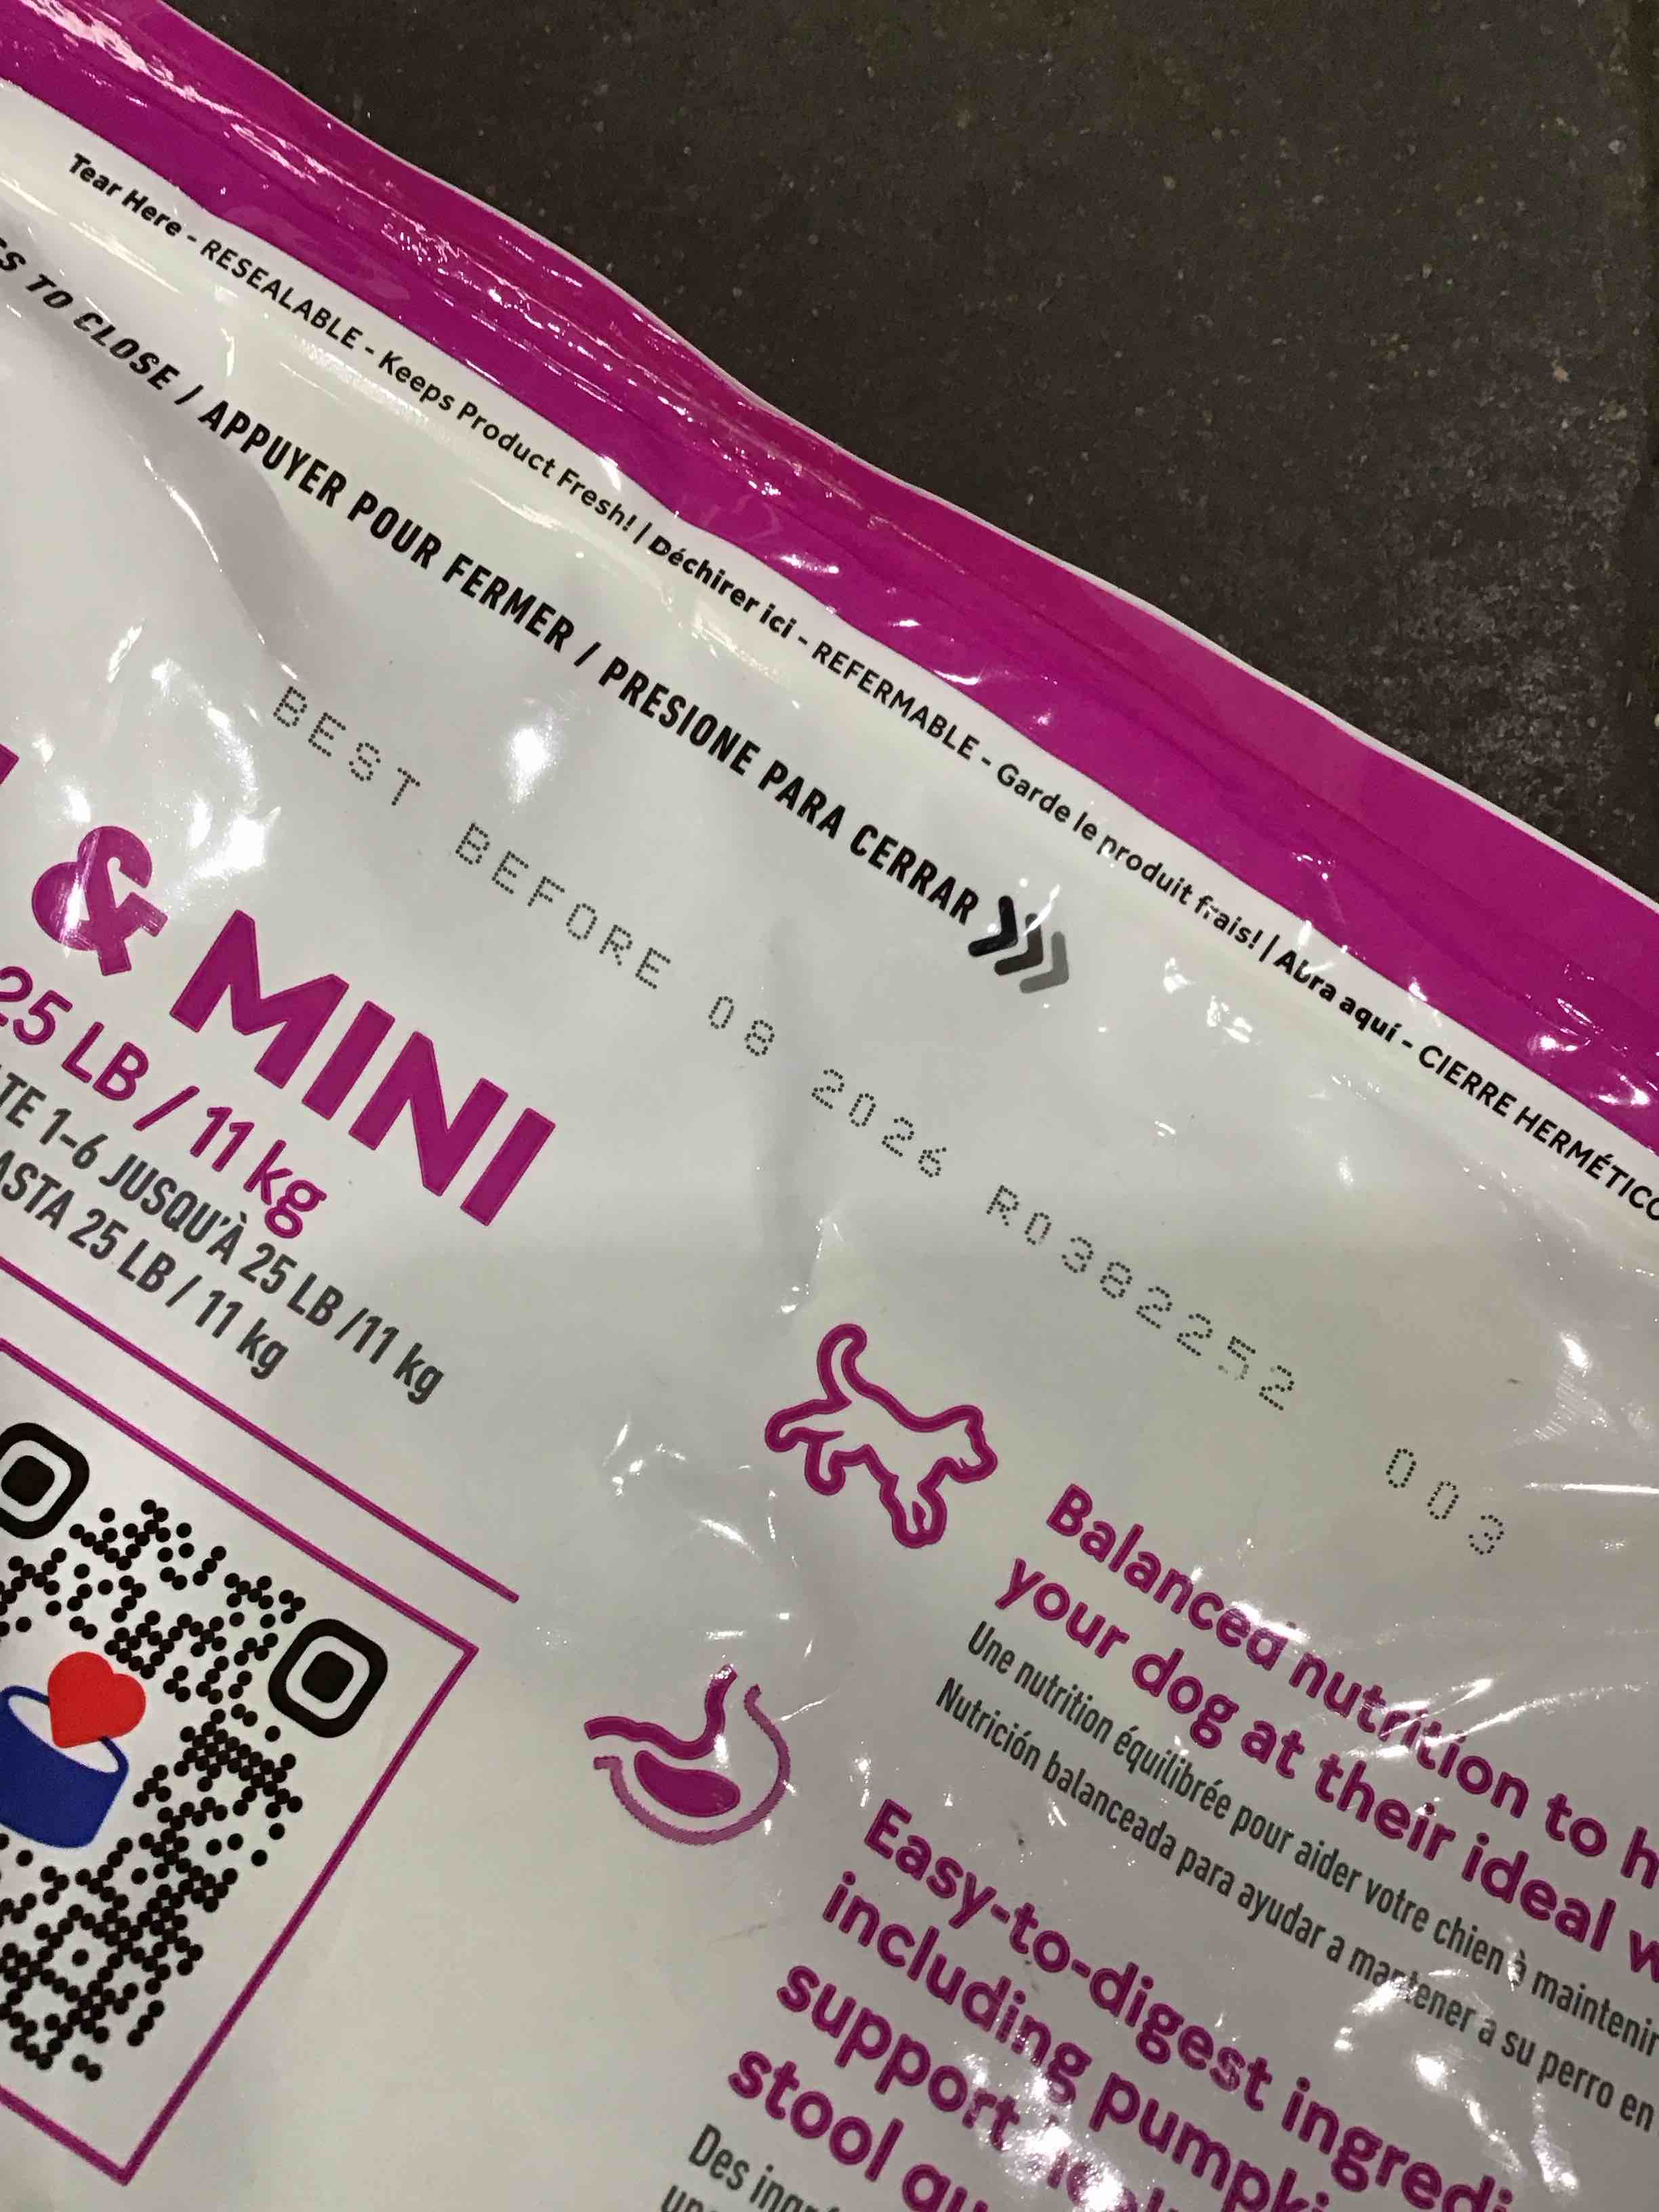 Tear Here - RESEALABLE - Keeps Product Fresh! | Déchirer ici - REFERMABLE - Garde le produit frais! | Abra aquí - CIERRE HERMÉTICO
TO CLOSE / APPUYER POUR FERMER / PRESIONE PARA CERRAR
BEST BEFORE 08 2026 R0382252 003
& MINI
25 LB / 11 kg
1-6 JUSQU'À 25 LB /11 kg
25 LB / 11 kg
Balanced nutrition to
your dog at their ideal
Une nutrition équilibrée pour aider votre chien à maintenir
Nutrición balanceada para ayudar a mantener a su perro en
Easy-to-digest
including
support
stool
Des